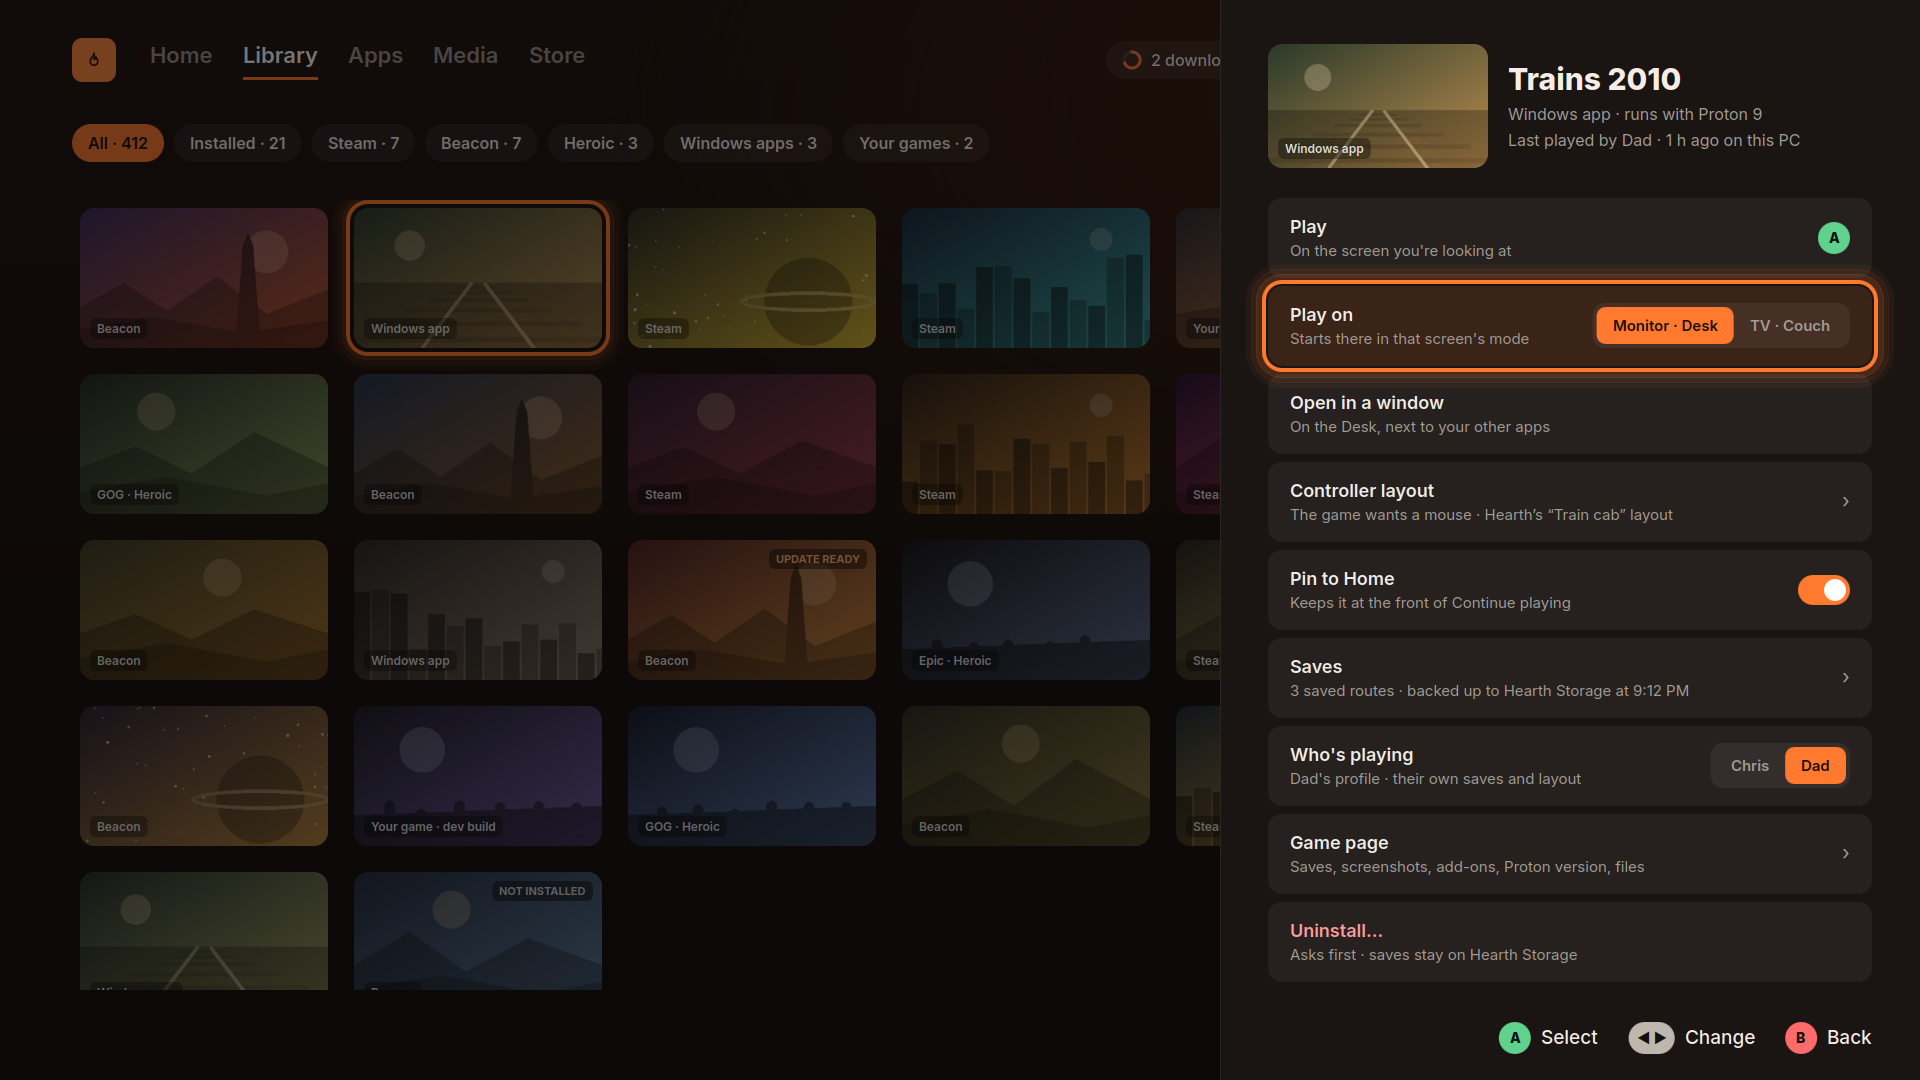 Home Library Apps Media Store
2 downlo
All · 412 Installed · 21 Steam · 7 Beacon · 7 Heroic · 3 Windows apps · 3 Your games · 2
Beacon
Windows app
Steam
Steam
Your
GOG · Heroic
Beacon
Steam
Steam
Stea
Beacon
Windows app
UPDATE READY
Beacon
Epic · Heroic
Stea
Beacon
Your game · dev build
GOG · Heroic
Beacon
Stea
NOT INSTALLED
Windows app
Trains 2010
Windows app · runs with Proton 9
Last played by Dad · 1 h ago on this PC
Play
On the screen you're looking at
A
Play on
Starts there in that screen's mode
Monitor · Desk TV · Couch
Open in a window
On the Desk, next to your other apps
Controller layout
The game wants a mouse · Hearth’s “Train cab” layout
Pin to Home
Keeps it at the front of Continue playing
Saves
3 saved routes · backed up to Hearth Storage at 9:12 PM
Who's playing
Dad's profile · their own saves and layout
Chris Dad
Game page
Saves, screenshots, add-ons, Proton version, files
Uninstall...
Asks first · saves stay on Hearth Storage
A Select ◀ ▶ Change B Back